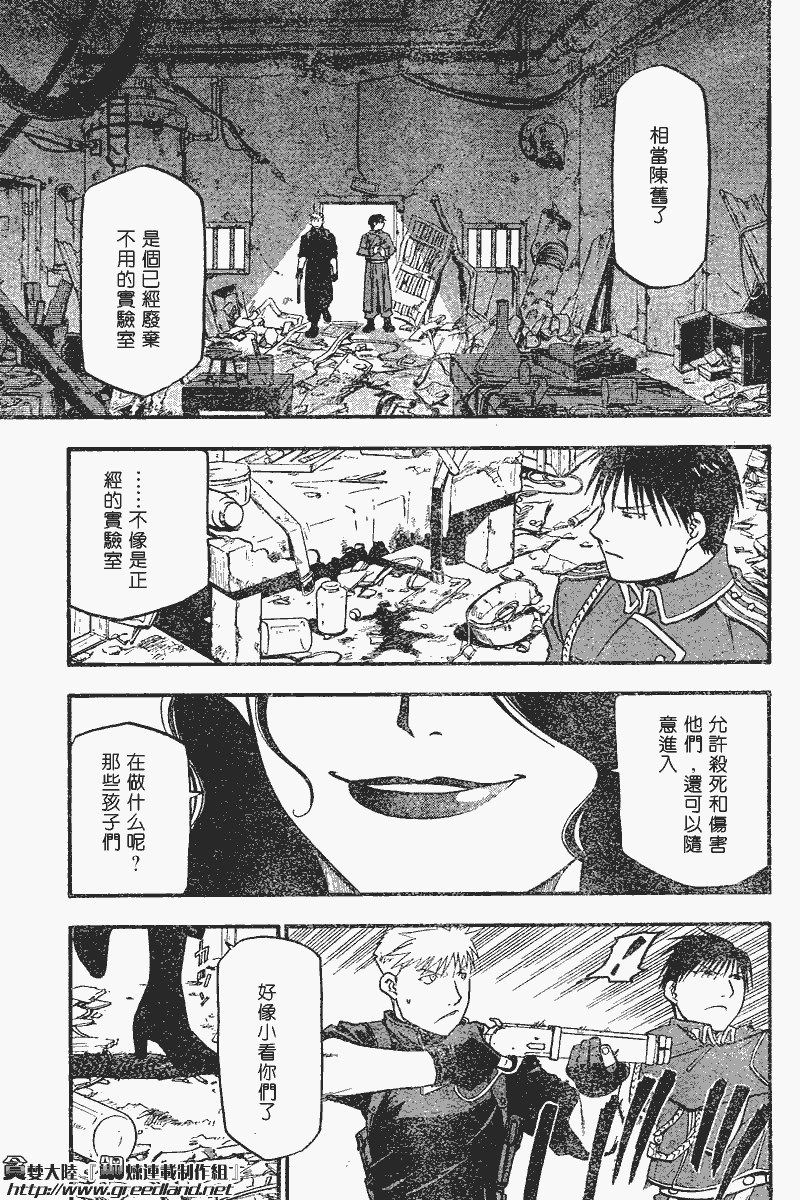 相當陳舊了
是個已經廢棄
不用的實驗室
……不像是正
經的實驗室
允許殺死和傷害
他們，還可以隨
意進入
在做什么呢？
那些孩子們
！
好像小看你們了
カッ
貪婪大陸『鋼煉連載制作組』
http://www.greedland.net/